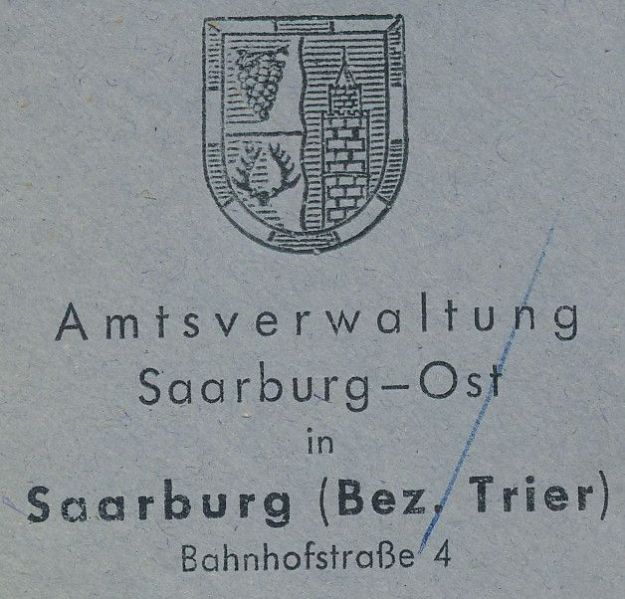 Amtsverwaltung
Saarburg–Ost
in
Saarburg (Bez. Trier)
Bahnhofstraße 4